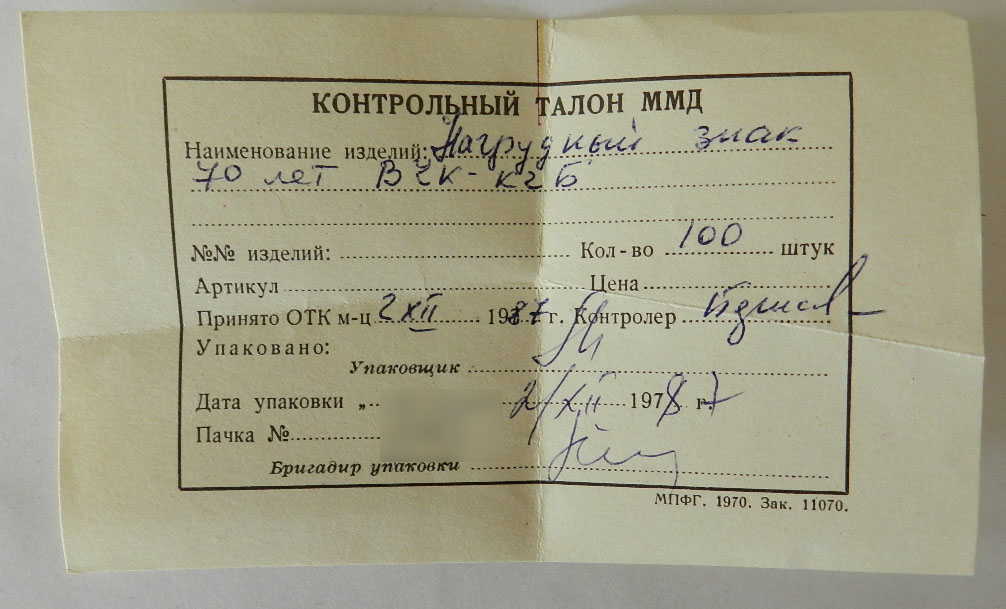 КОНТРОЛЬНЫЙ ТАЛОН ММД
Наименование изделий: Нагрудный знак
70 лет ВЧК-КГБ
№№ изделий: Кол-во 100 штук
Артикул Цена
Принято ОТК м-ц 2 XII 1987 г. Контролер
Упаковано:
Упаковщик
Дата упаковки „ 2/XII 1987 г.
Пачка №
Бригадир упаковки
МПФГ. 1970. Зак. 11070.